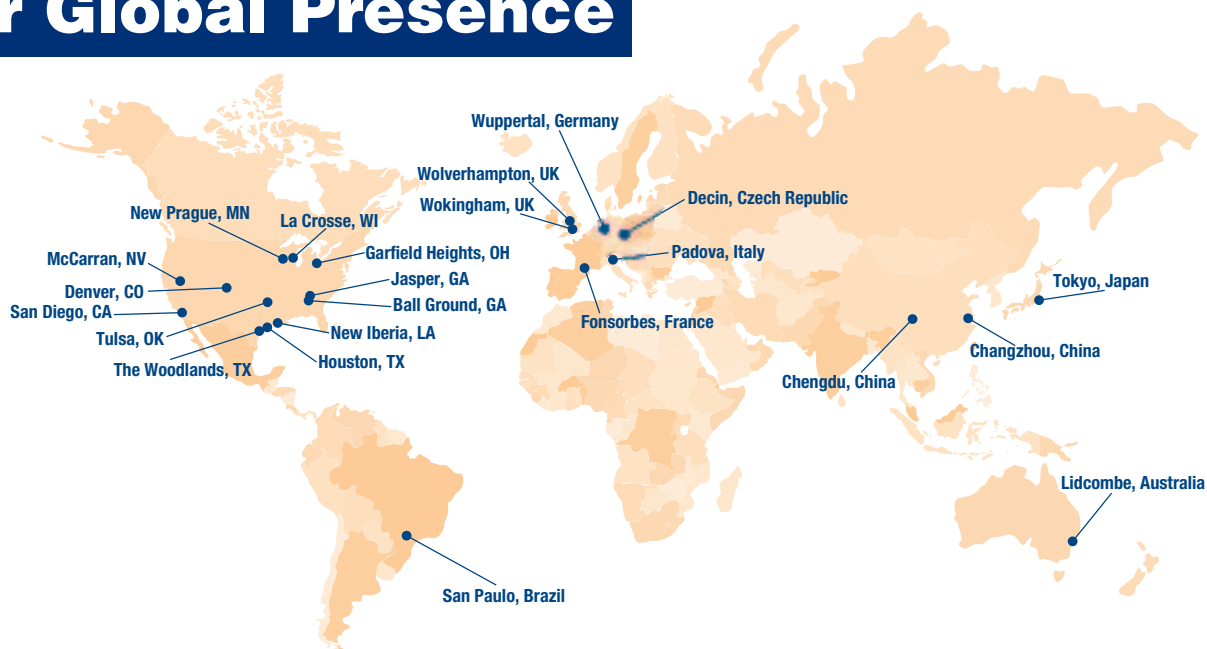 r Global Presence
Wuppertal, Germany
Wolverhampton, UK
Decin, Czech Republic
Wokingham, UK
New Prague, MN
La Crosse, WI
Garfield Heights, OH
Padova, Italy
McCarran, NV
Jasper, GA
Tokyo, Japan
Denver, CO
Ball Ground, GA
San Diego, CA
Fonsorbes, France
New Iberia, LA
Tulsa, OK
Changzhou, China
Houston, TX
The Woodlands, TX
Chengdu, China
Lidcombe, Australia
San Paulo, Brazil